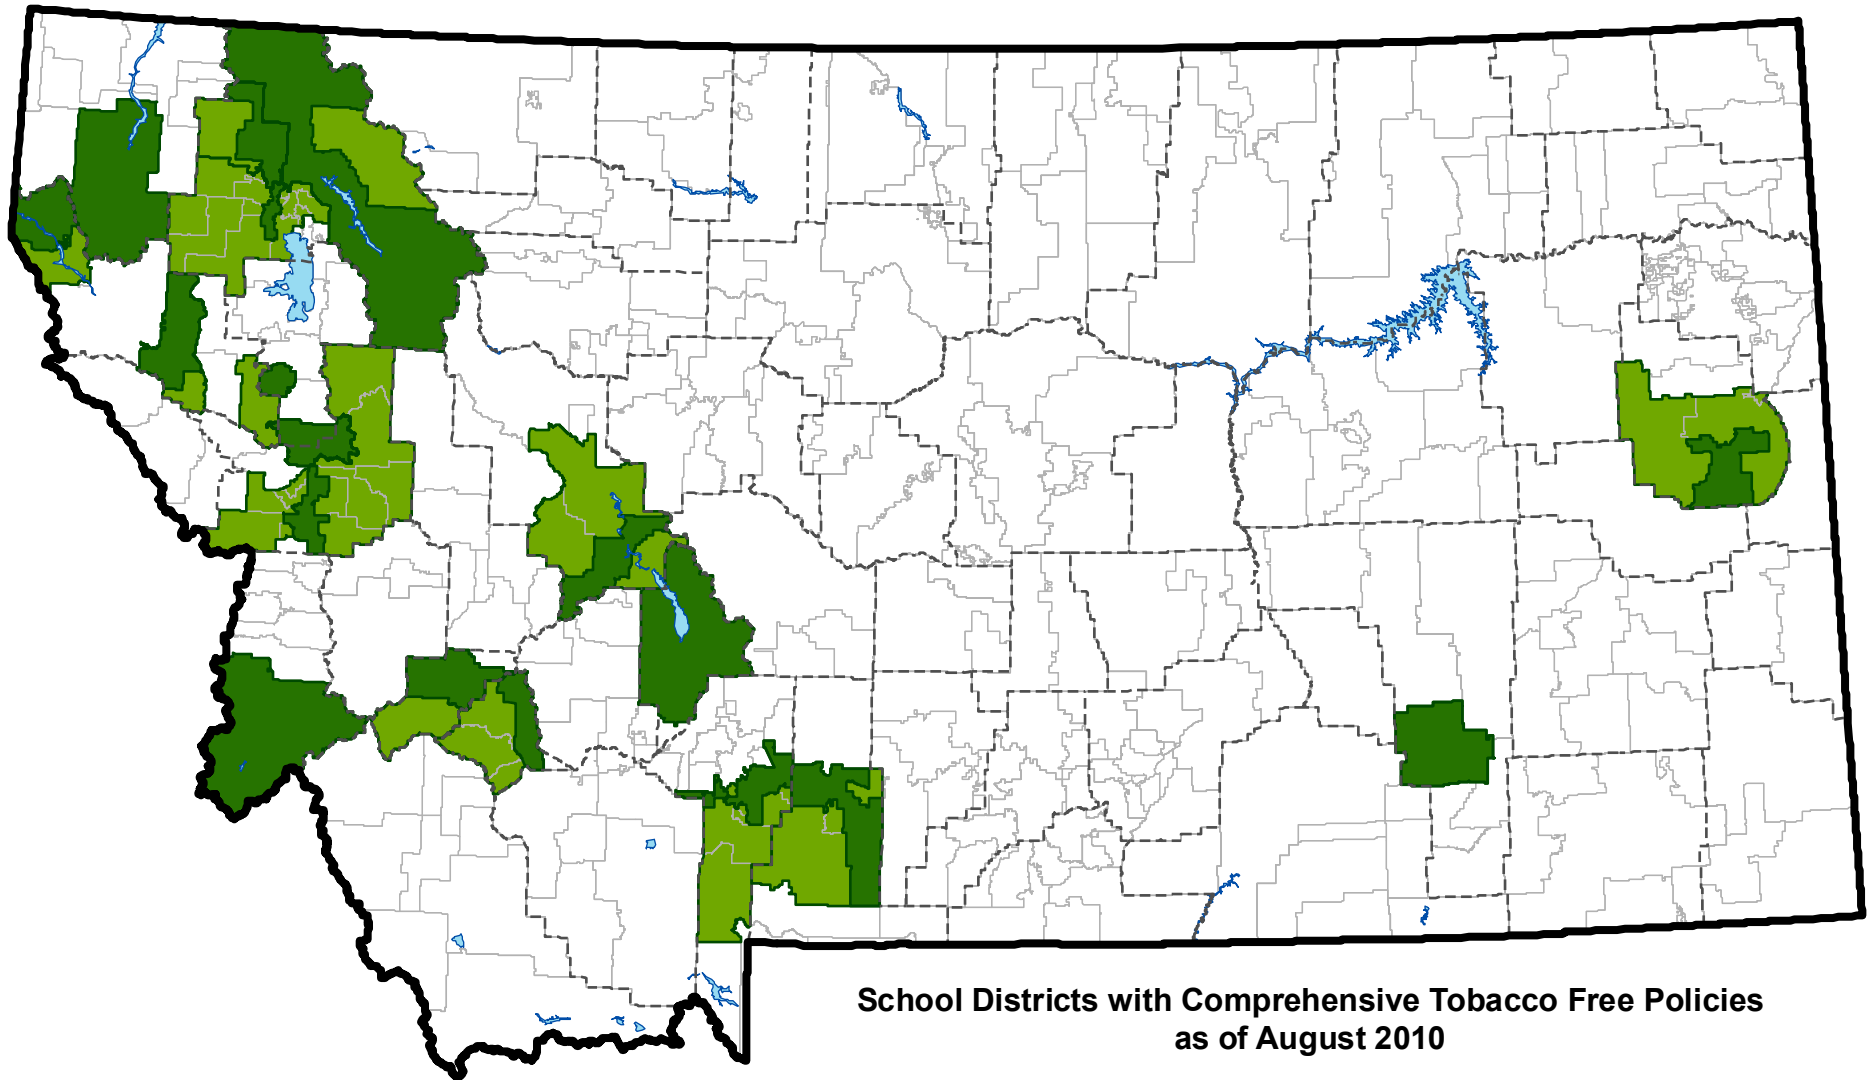 School Districts with Comprehensive Tobacco Free Policies
as of August 2010